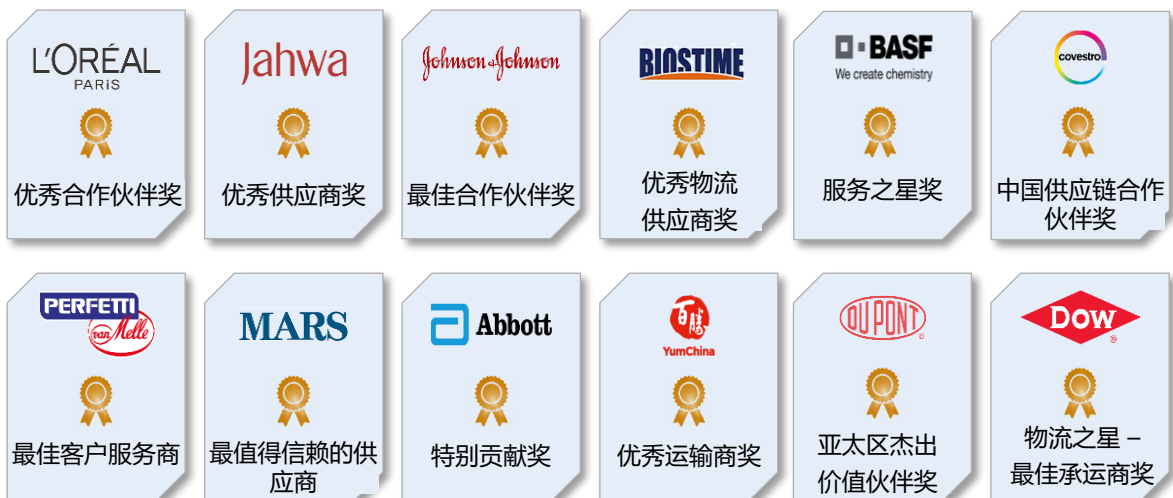 L'ORÉAL
PARIS
优秀合作伙伴奖
Jahwa
优秀供应商奖
Johnson & Johnson
最佳合作伙伴奖
BIOSTIME
优秀物流
供应商奖
BASF
We create chemistry
服务之星奖
covestro
中国供应链合作
伙伴奖
PERFETTI
van Melle
最佳客户服务商
MARS
最值得信赖的供
应商
Abbott
特别贡献奖
百勝
YumChina
优秀运输商奖
DU PONT
®
亚太区杰出
价值伙伴奖
DOW
®
物流之星 –
最佳承运商奖